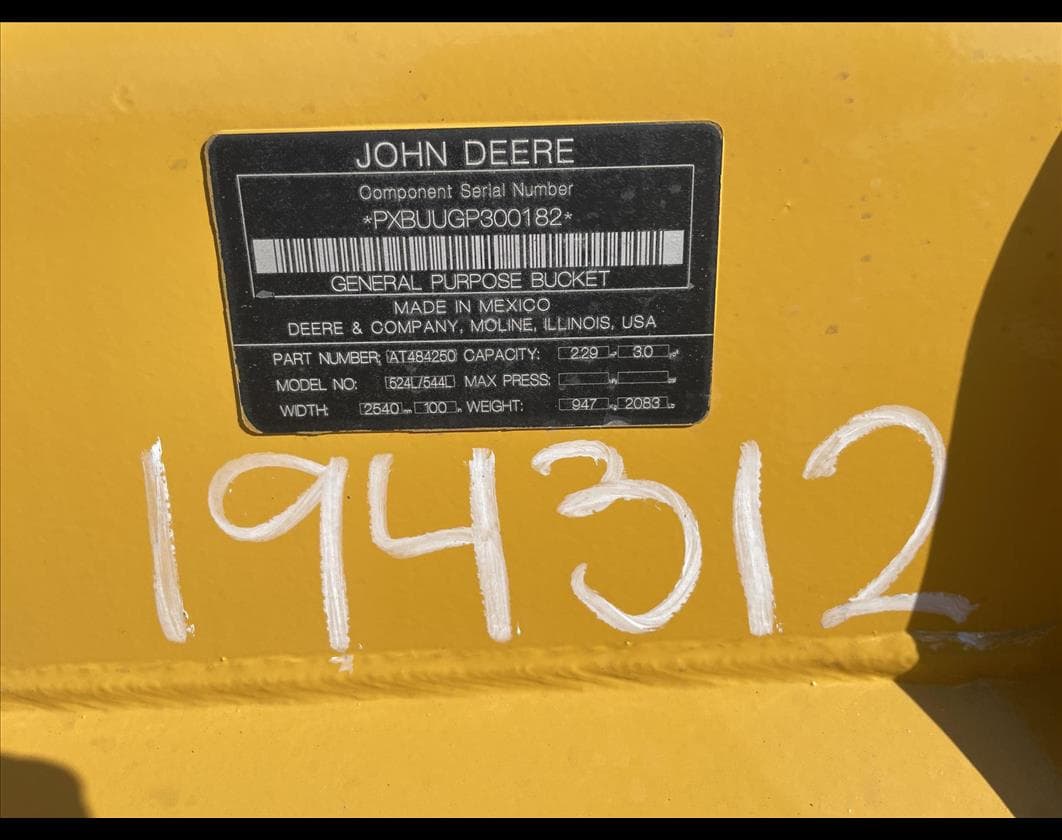 JOHN DEERE
Component Serial Number
*PXBUUGP300182*
GENERAL PURPOSE BUCKET
MADE IN MEXICO
DEERE & COMPANY, MOLINE, ILLINOIS, USA
PART NUMBER: AT484250 CAPACITY: 2.29 3.0
MODEL NO: 524L/544L MAX PRESS:
WIDTH: 2540 100 WEIGHT: 947 2083
194312